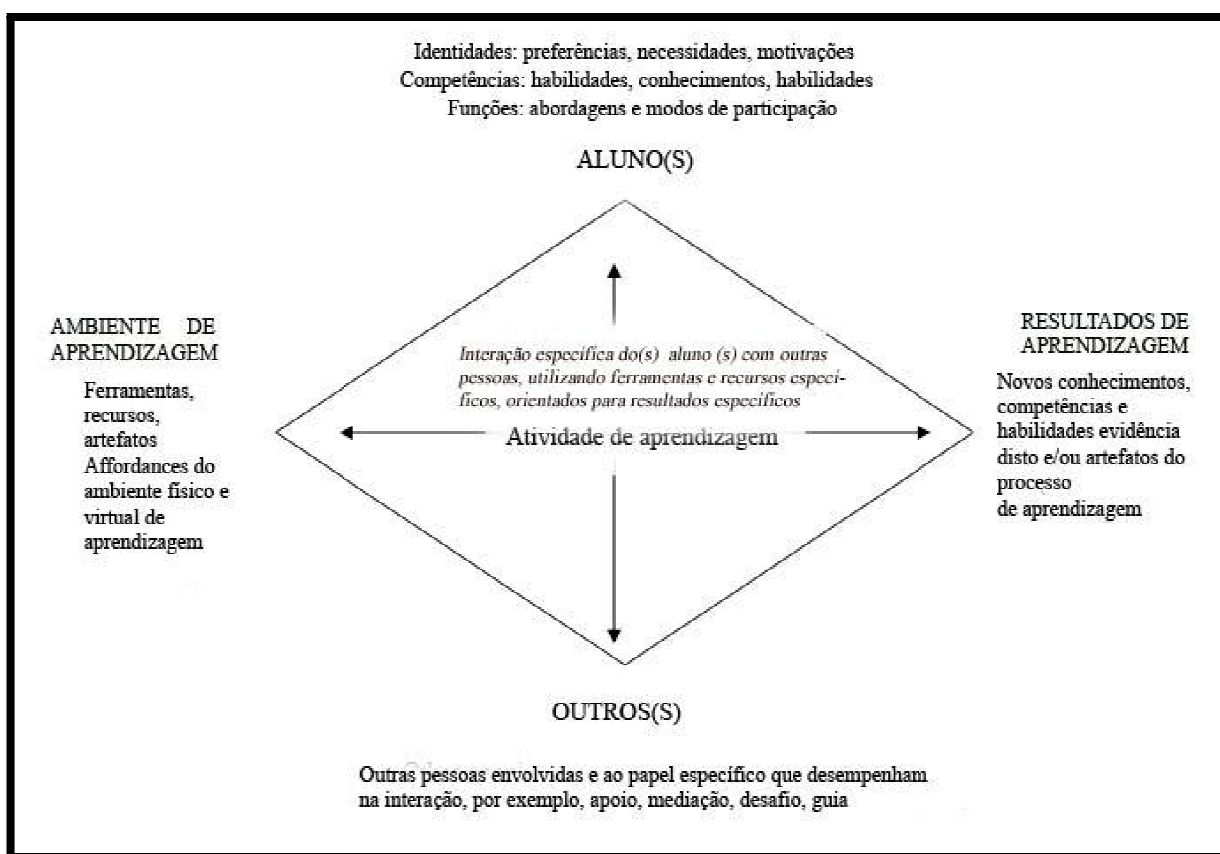 Identidades: preferências, necessidades, motivações
Competências: habilidades, conhecimentos, habilidades
Funções: abordagens e modos de participação
ALUNO(S)
AMBIENTE DE
APRENDIZAGEM
Ferramentas,
recursos,
artefatos
Affordances do
ambiente físico e
virtual de
aprendizagem
Interação específica do(s) aluno (s) com outras
pessoas, utilizando ferramentas e recursos especí-
ficos, orientados para resultados específicos
Atividade de aprendizagem
RESULTADOS DE
APRENDIZAGEM
Novos conhecimentos,
competências e
habilidades evidência
disto e/ou artefatos do
processo
de aprendizagem
OUTROS(S)
Outras pessoas envolvidas e ao papel específico que desempenham
na interação, por exemplo, apoio, mediação, desafio, guia